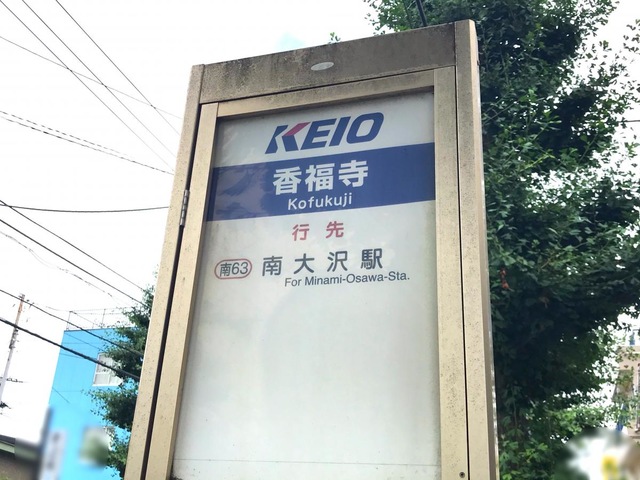 KEIO
香福寺
Kofukuji
行先
南63 南大沢駅
For Minami-Osawa-Sta.